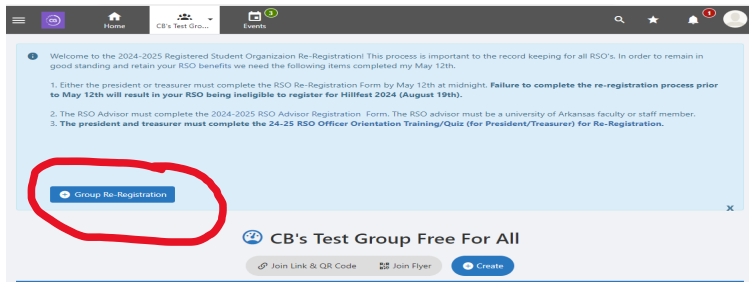 CB
Home
CB's Test Gro...
3
Events
1
Welcome to the 2024-2025 Registered Student Organizaion Re-Registration! This process is important to the record keeping for all RSO's. In order to remain in
good standing and retain your RSO benefits we need the following items completed my May 12th.
1. Either the president or treasurer must complete the RSO Re-Registration Form by May 12th at midnight. Failure to complete the re-registration process prior
to May 12th will result in your RSO being ineligible to register for Hillfest 2024 (August 19th).
2. The RSO Advisor must complete the 2024-2025 RSO Advisor Registration Form. The RSO advisor must be a university of Arkansas faculty or staff member.
3. The president and treasurer must complete the 24-25 RSO Officer Orientation Training/Quiz (for President/Treasurer) for Re-Registration.
Group Re-Registration
CB's Test Group Free For All
Join Link & QR Code Join Flyer Create